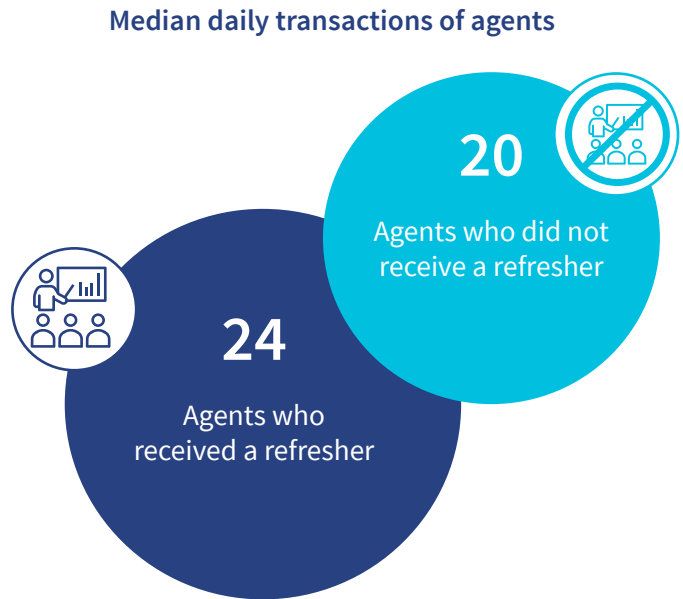 Median daily transactions of agents
20
Agents who did not
receive a refresher
24
Agents who
received a refresher